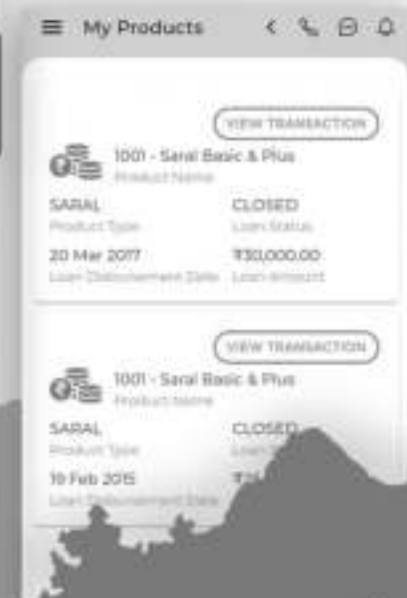 My Products
VIEW TRANSACTION
1001 - Saral Basic & Plus
Product Name
SARAL CLOSED
Product Type Loan Status
20 Mar 2017 ₹30,000.00
Loan Disbursement Date Loan Amount
VIEW TRANSACTION
1001 - Saral Basic & Plus
Product Name
SARAL CLOSED
Product Type Loan
19 Feb 2015
Loan Disbursement Date